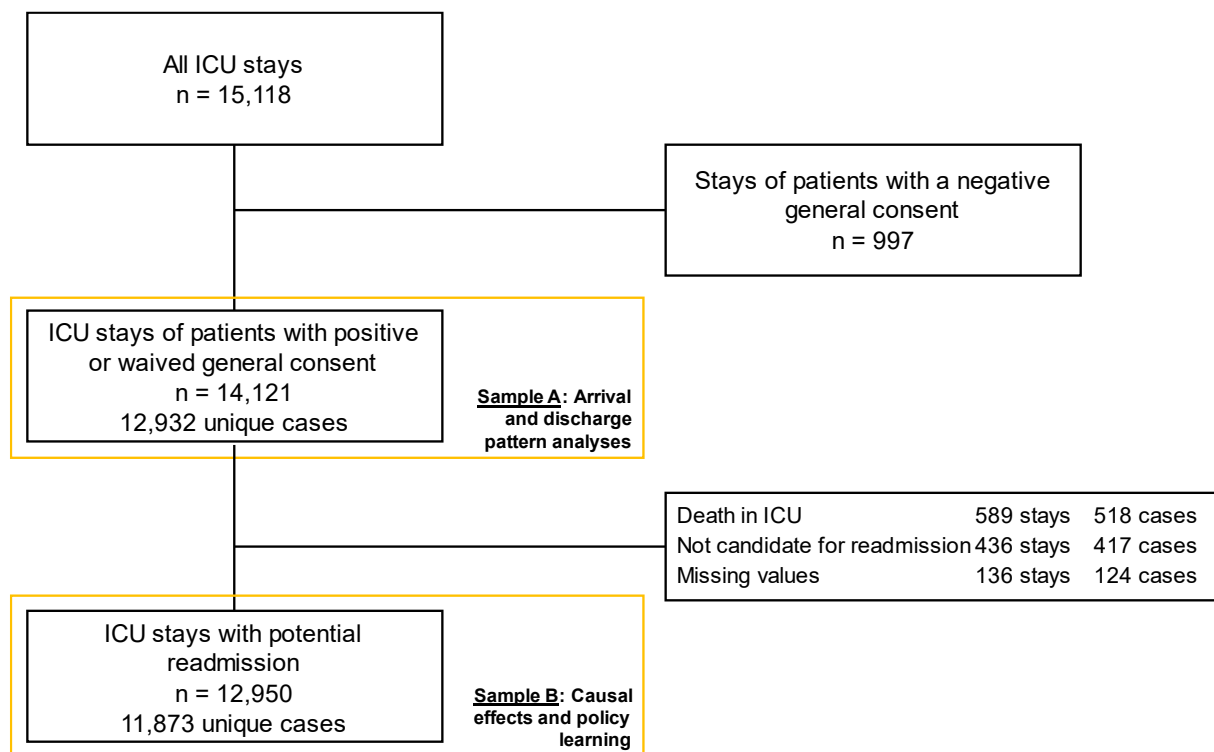 All ICU stays
n = 15,118
Stays of patients with a negative
general consent
n = 997
ICU stays of patients with positive
or waived general consent
n = 14,121
12,932 unique cases
Sample A: Arrival
and discharge
pattern analyses
Death in ICU 589 stays 518 cases
Not candidate for readmission 436 stays 417 cases
Missing values 136 stays 124 cases
ICU stays with potential
readmission
n = 12,950
11,873 unique cases
Sample B: Causal
effects and policy
learning